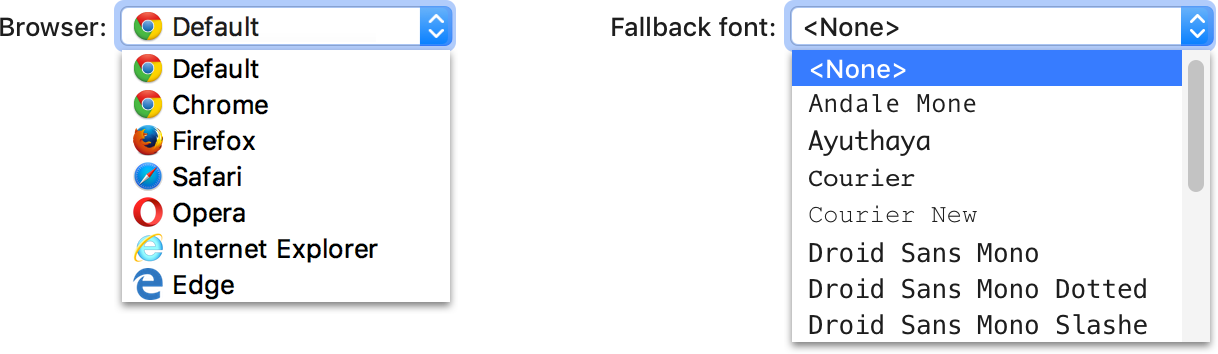 Browser: Default
Default
Chrome
Firefox
Safari
Opera
Internet Explorer
Edge
Fallback font: <None>
<None>
Andale Mone
Ayuthaya
Courier
Courier New
Droid Sans Mono
Droid Sans Mono Dotted
Droid Sans Mono Slashe